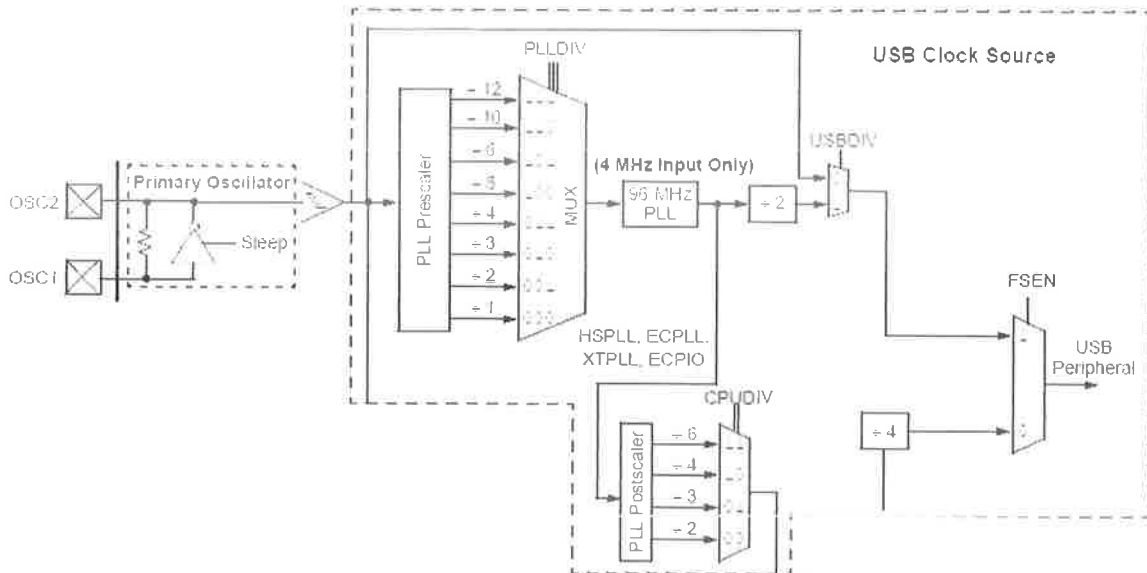 PLLDIV
USB Clock Source
– 12
– 10
– 6
– 5
÷ 4
÷ 3
÷ 2
÷ 1
PLL Prescaler
MUX
USBDIV
(4 MHz Input Only)
96 MHz
PLL
÷ 2
Primary Oscillator
OSC2
Sleep
OSC1
FSEN
HSPLL, ECPLL.
XTPLL, ECPIO
USB
Peripheral
CPUDIV
÷ 4
÷ 6
÷ 4
– 3
÷ 2
PLL Postscaler